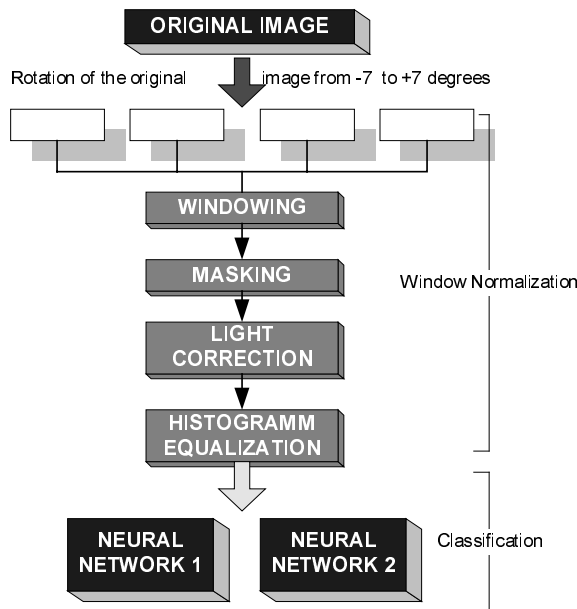 ORIGINAL IMAGE
Rotation of the original image from -7 to +7 degrees
WINDOWING
MASKING
LIGHT
CORRECTION
HISTOGRAMM
EQUALIZATION
Window Normalization
NEURAL
NETWORK 1
NEURAL
NETWORK 2
Classification